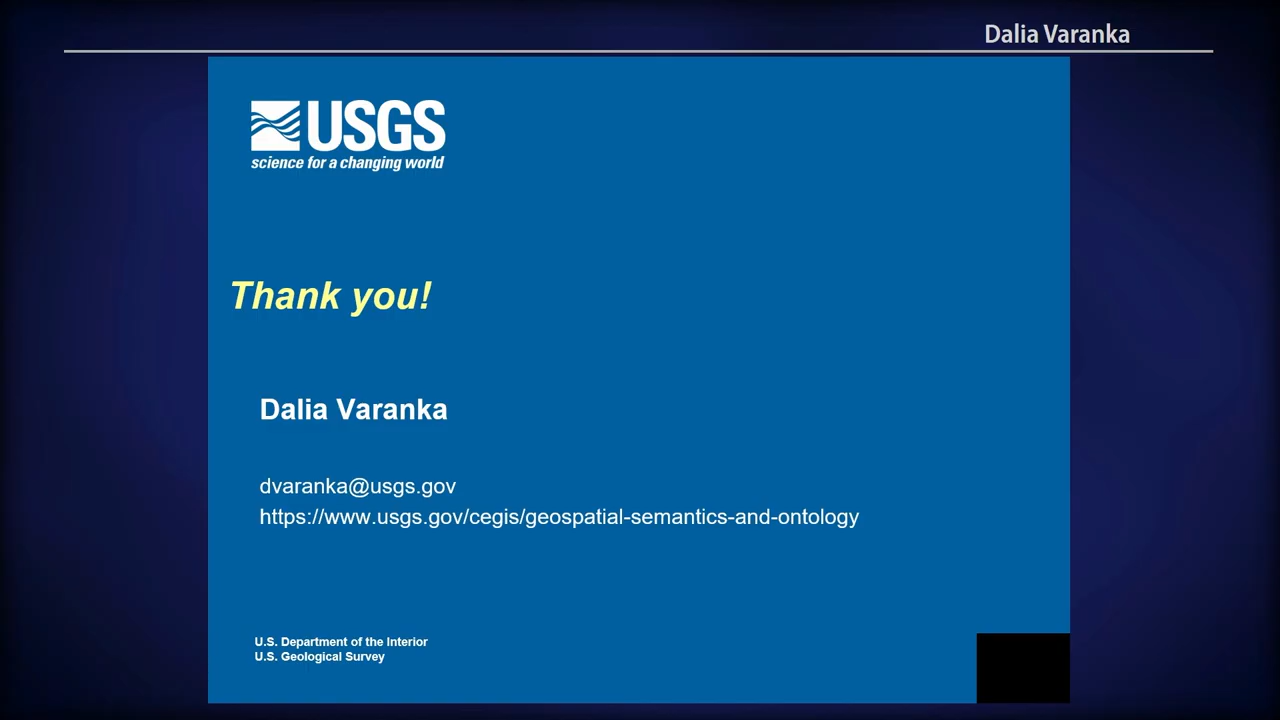 Dalia Varanka
USGS
science for a changing world
Thank you!
Dalia Varanka
dvaranka@usgs.gov
https://www.usgs.gov/cegis/geospatial-semantics-and-ontology
U.S. Department of the Interior
U.S. Geological Survey